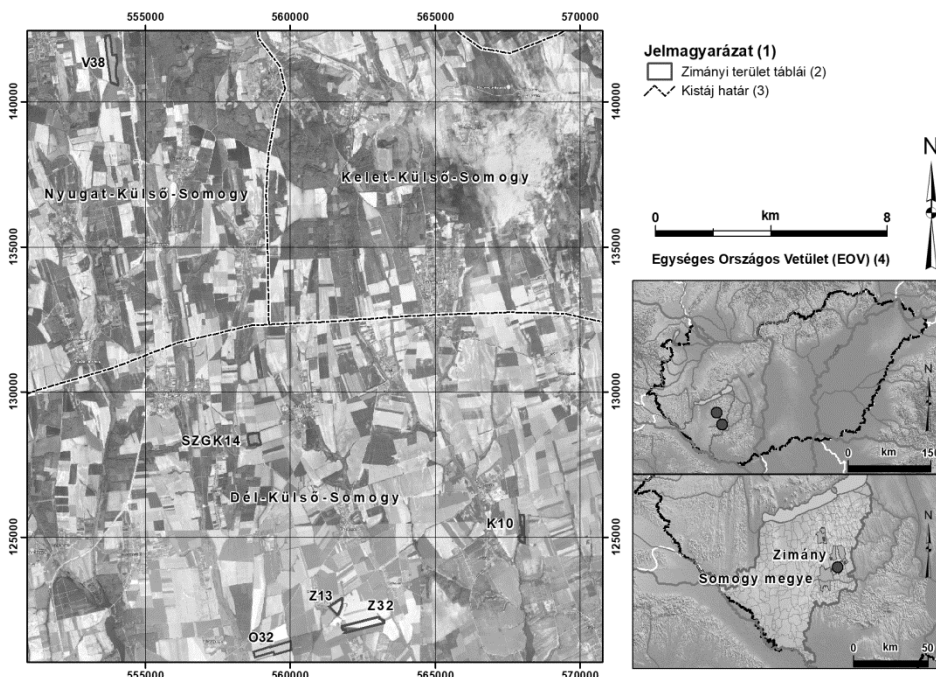 555000 560000 565000 570000
V38
140000 140000
Nyugat-Külső-Somogy
Kelet-Külső-Somogy
135000 135000
130000 130000
SZGK14
Dél-Külső-Somogy
K10
125000 125000
Z13
Z32
O32
555000 560000 565000 570000
Jelmagyarázat (1)
Zimányi terület táblái (2)
Kistáj határ (3)
N
km
0 8
Egységes Országos Vetület (EOV) (4)
N
km
0 150
N
Zimány
Somogy megye
km
0 50